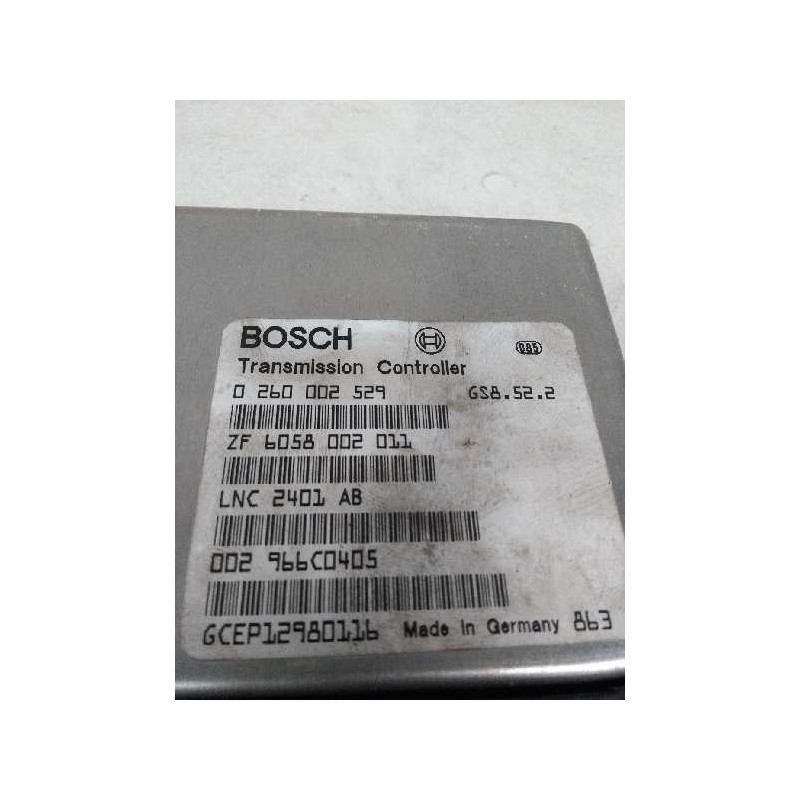 BOSCH
Transmission Controller
0 260 002 529 GS8.52.2
ZF 6058 002 011
LNC 2401 AB
002 966C0405
GCEP12980116 Made in Germany 863